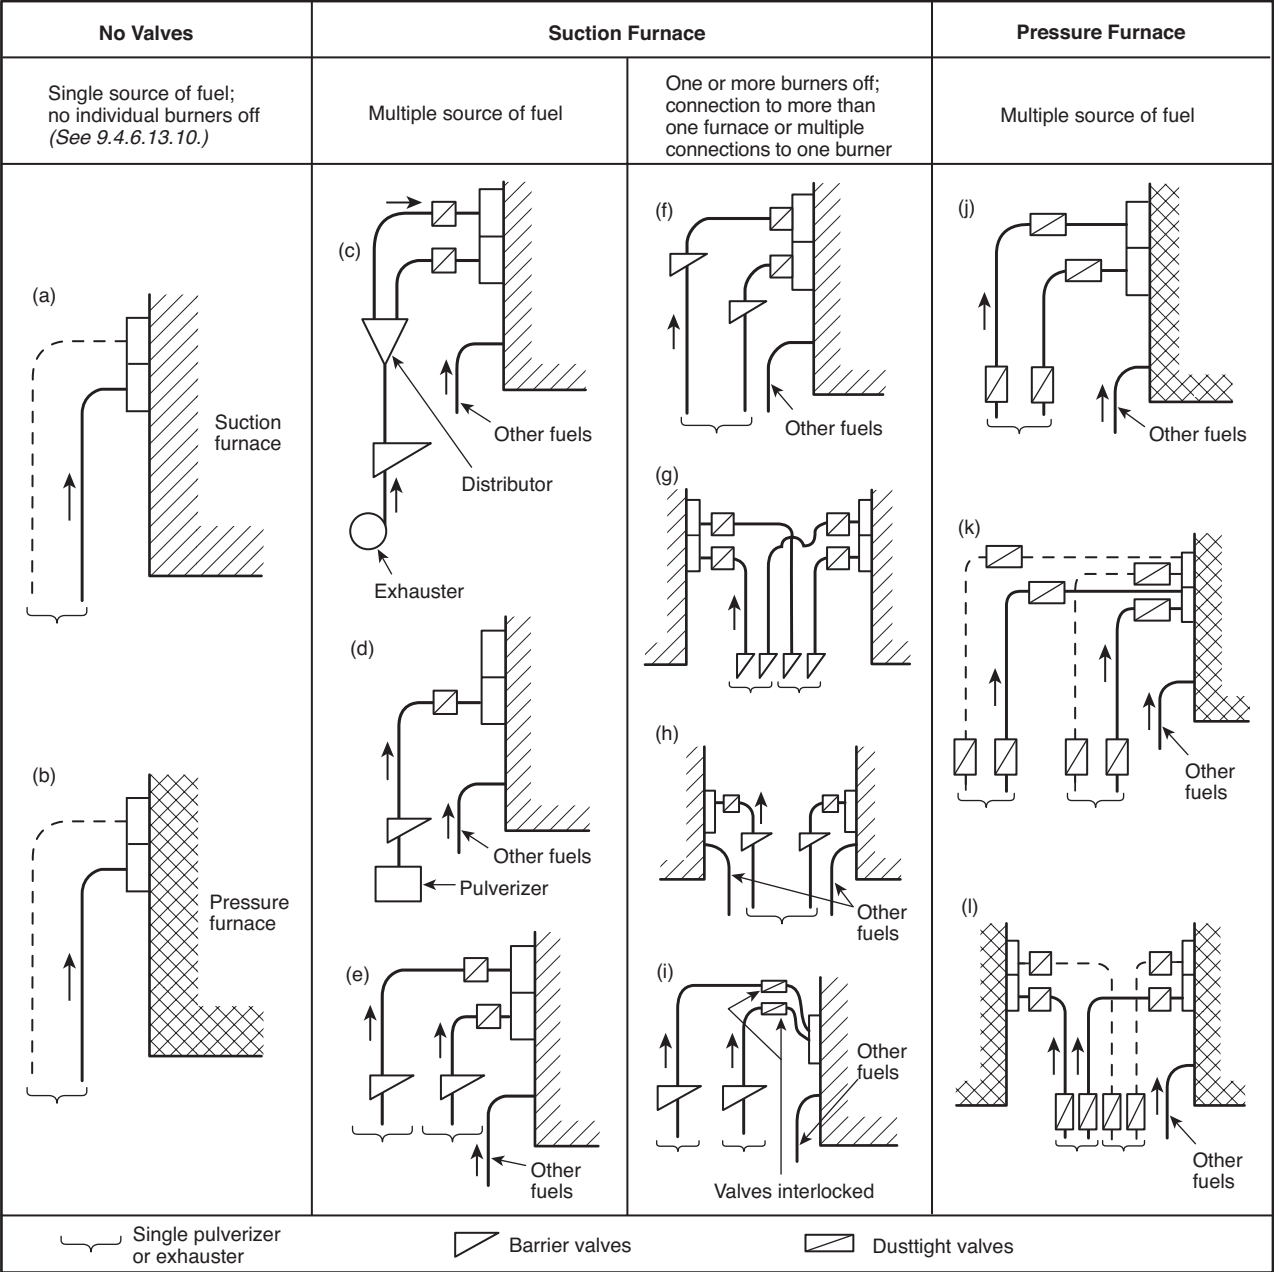 No Valves
Suction Furnace
Pressure Furnace
Single source of fuel;
no individual burners off
(See 9.4.6.13.10.)
Multiple source of fuel
One or more burners off;
connection to more than
one furnace or multiple
connections to one burner
Multiple source of fuel
(a)
Suction
furnace
(b)
Pressure
furnace
(c)
Other fuels
Distributor
Exhauster
(d)
Other fuels
Pulverizer
(e)
Other
fuels
(f)
Other fuels
(g)
(h)
Other
fuels
(i)
Other
fuels
Valves interlocked
(j)
Other fuels
(k)
Other
fuels
(l)
Other
fuels
Single pulverizer
or exhauster
Barrier valves
Dusttight valves